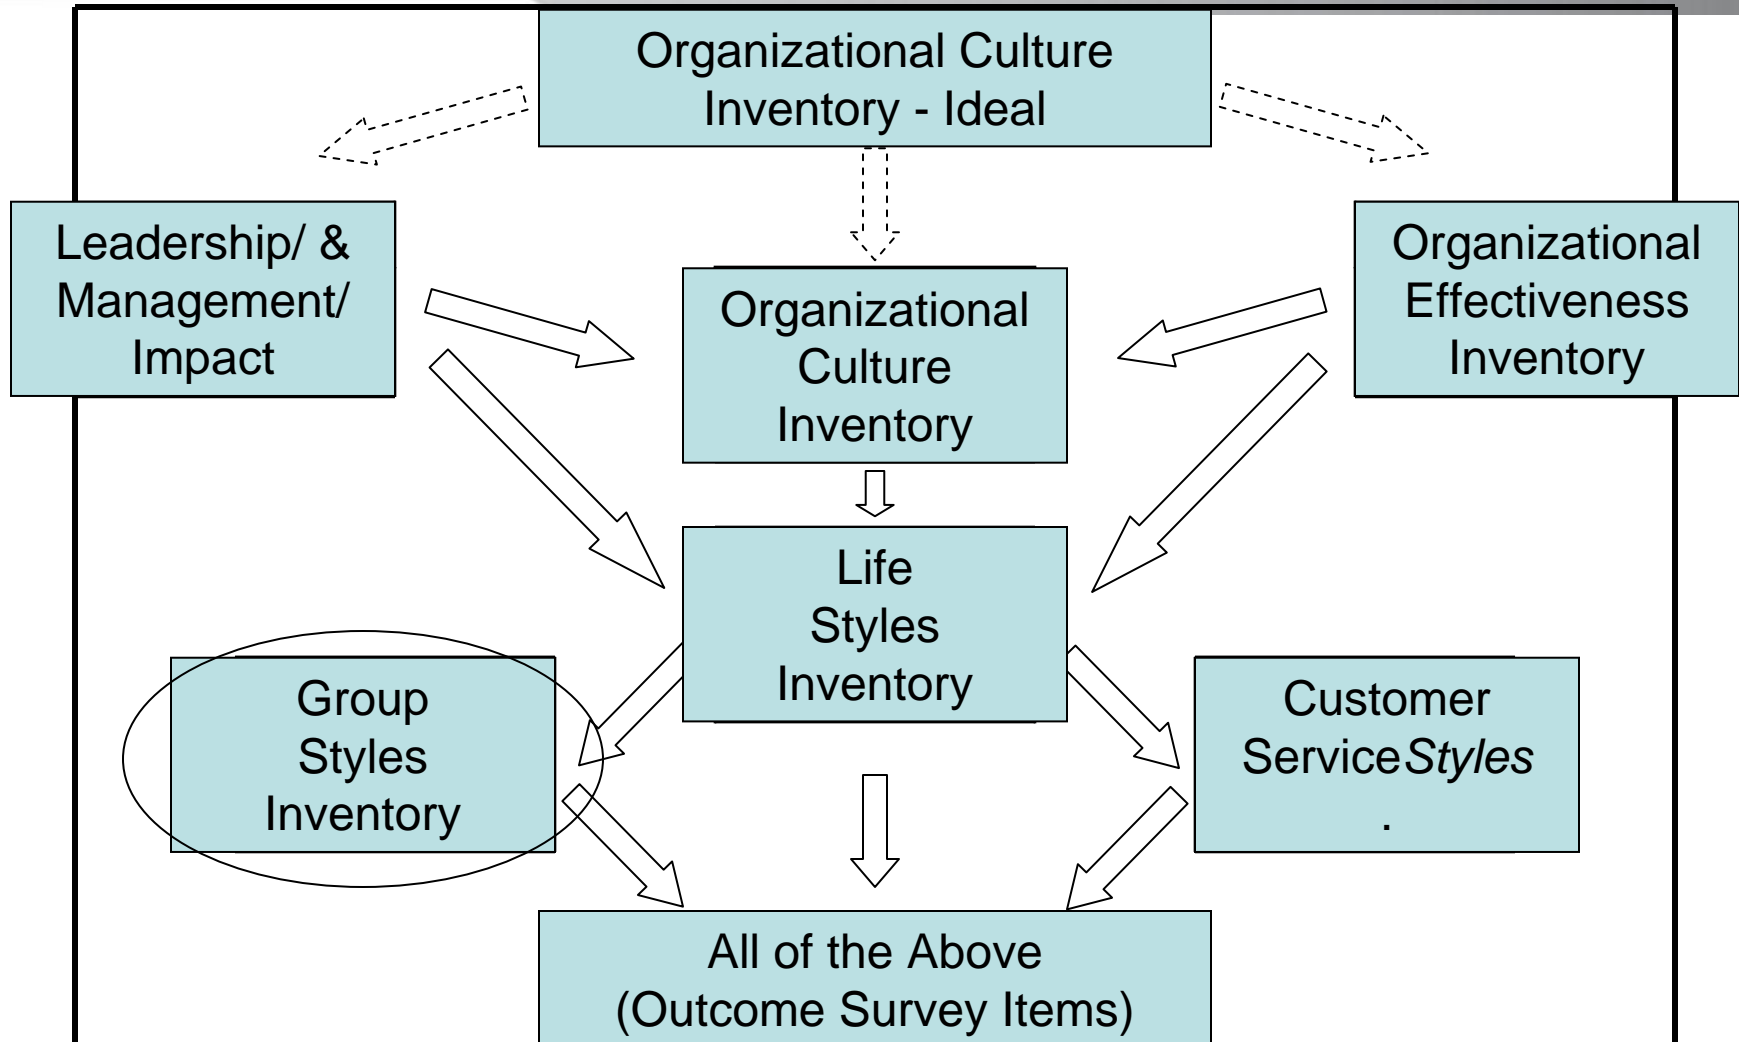 Organizational Culture
Inventory - Ideal
Leadership/ &
Management/
Impact
Organizational
Culture
Inventory
Organizational
Effectiveness
Inventory
Life
Styles
Inventory
Group
Styles
Inventory
Customer
ServiceStyles
.
All of the Above
(Outcome Survey Items)